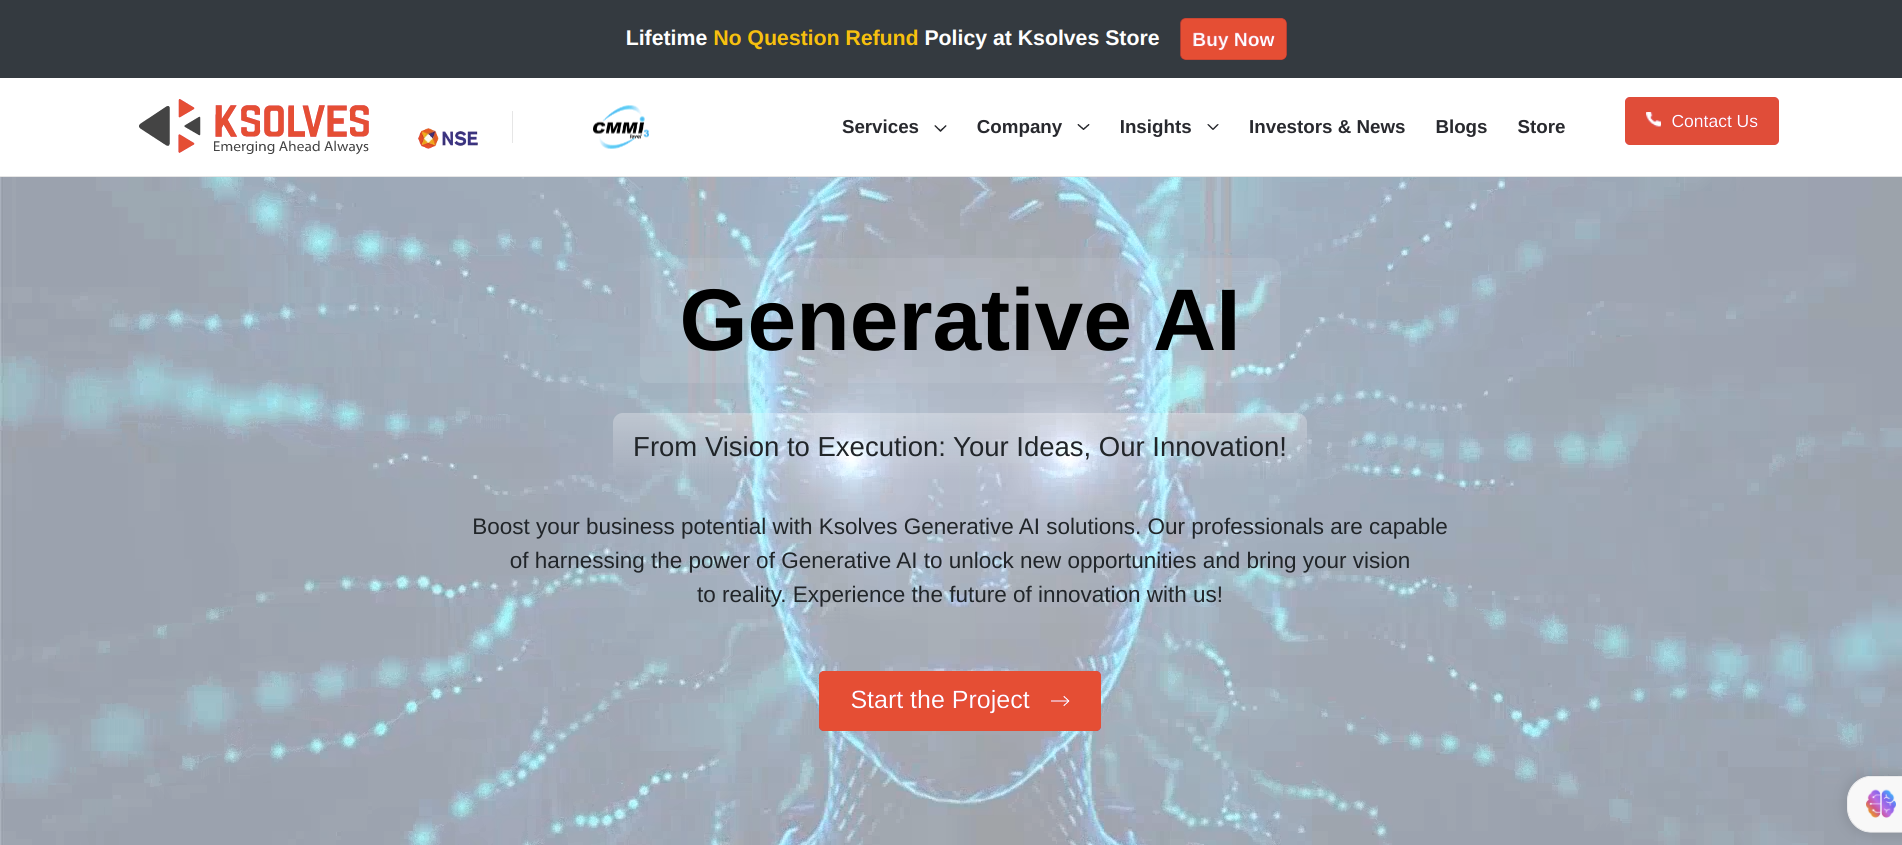 Lifetime No Question Refund Policy at Ksolves Store Buy Now
KSOLVES
Emerging Ahead Always
NSE
CMMi
level 3
Services Company Insights Investors & News Blogs Store
Contact Us
Generative AI
From Vision to Execution: Your Ideas, Our Innovation!
Boost your business potential with Ksolves Generative AI solutions. Our professionals are capable
of harnessing the power of Generative AI to unlock new opportunities and bring your vision
to reality. Experience the future of innovation with us!
Start the Project